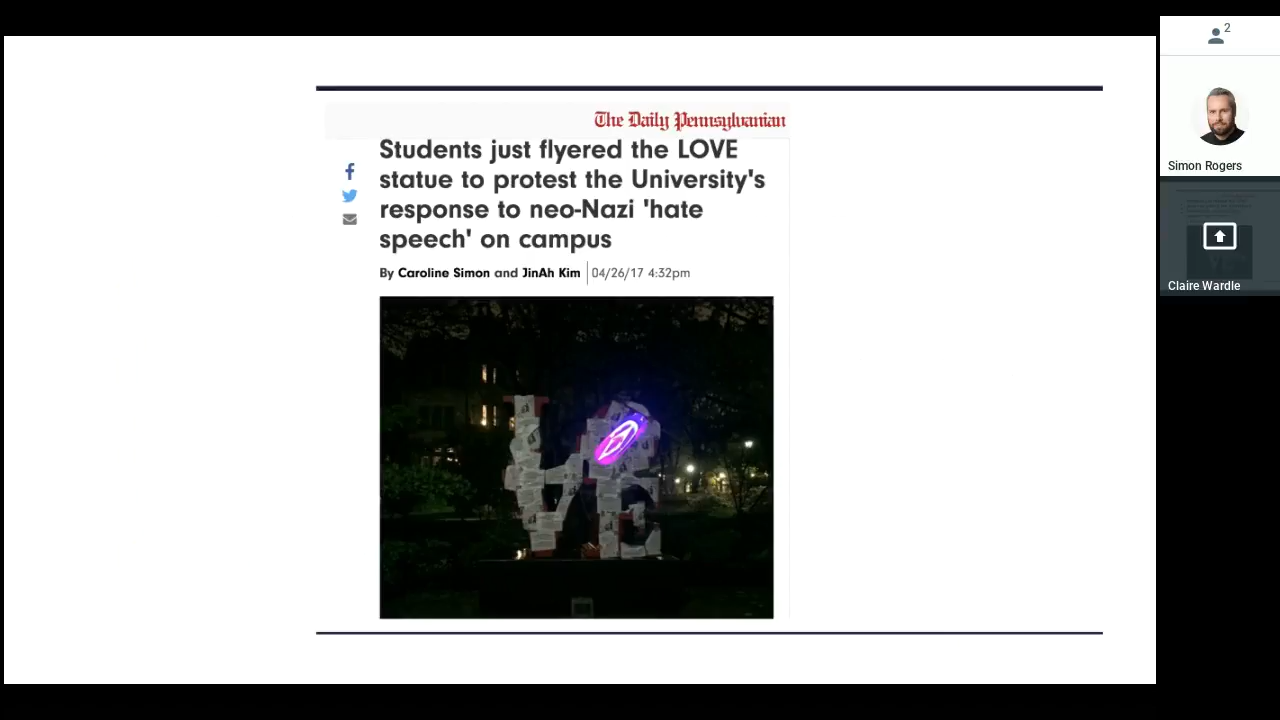 The Daily Pennsylvanian
Students just flyered the LOVE
statue to protest the University's
response to neo-Nazi 'hate
speech' on campus
By Caroline Simon and JinAh Kim | 04/26/17 4:32pm
2
Simon Rogers
Claire Wardle